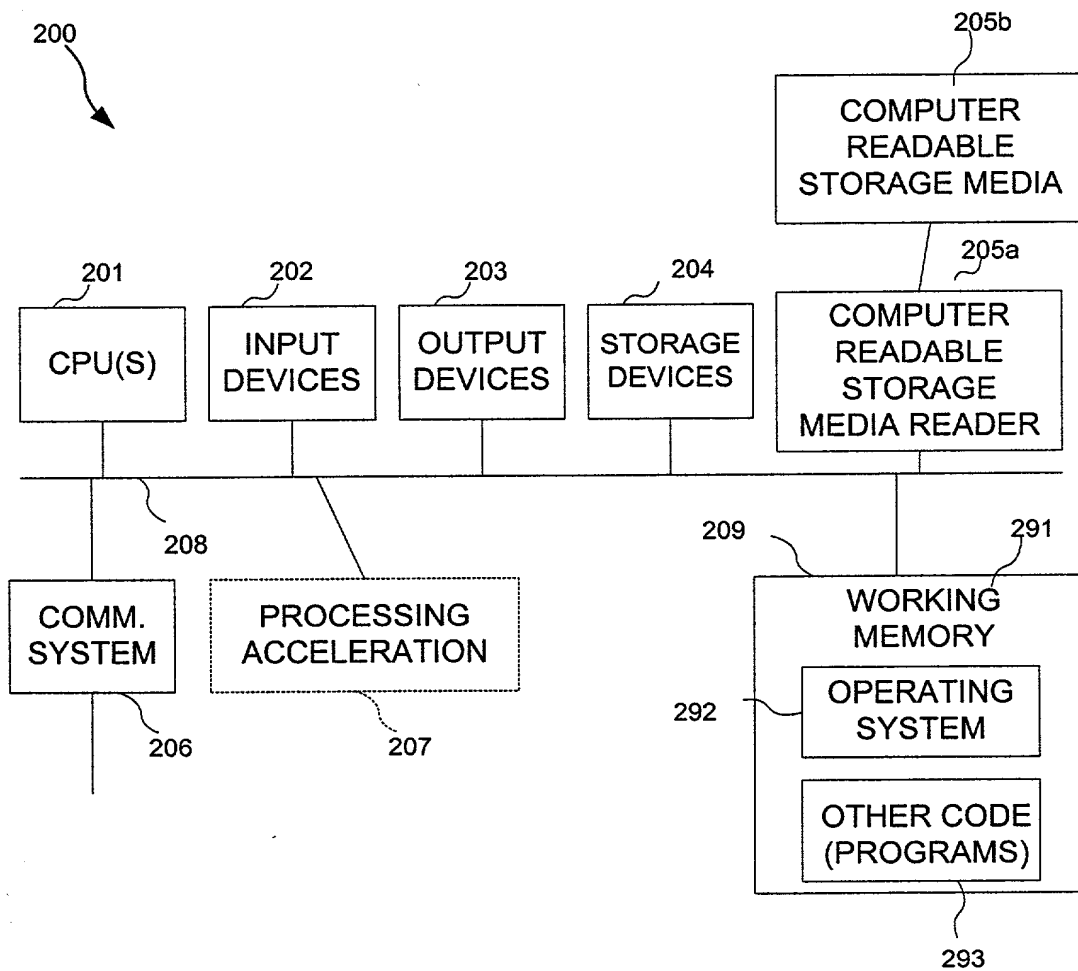 200
205b
COMPUTER
READABLE
STORAGE MEDIA
201
202
203
204
205a
CPU(S)
INPUT
DEVICES
OUTPUT
DEVICES
STORAGE
DEVICES
COMPUTER
READABLE
STORAGE
MEDIA READER
208
209
291
COMM.
SYSTEM
PROCESSING
ACCELERATION
WORKING
MEMORY
206
207
292
OPERATING
SYSTEM
OTHER CODE
(PROGRAMS)
293